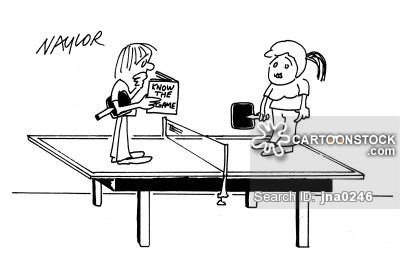 NAYLOR
KNOW
THE
GAME
CARTOONSTOCK
.com
Search ID: jna0246